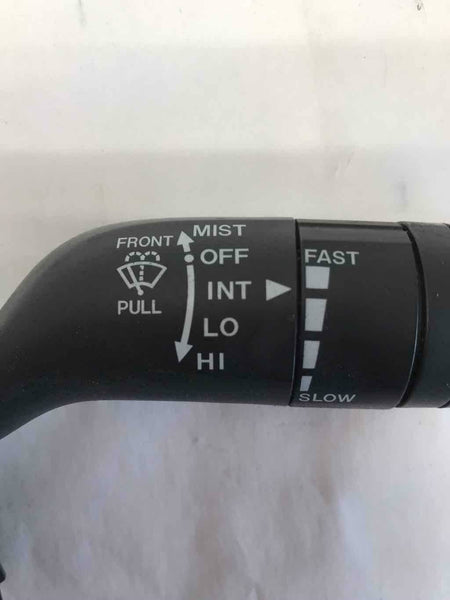 MIST
FRONT
OFF
FAST
INT
PULL
LO
HI
SLOW